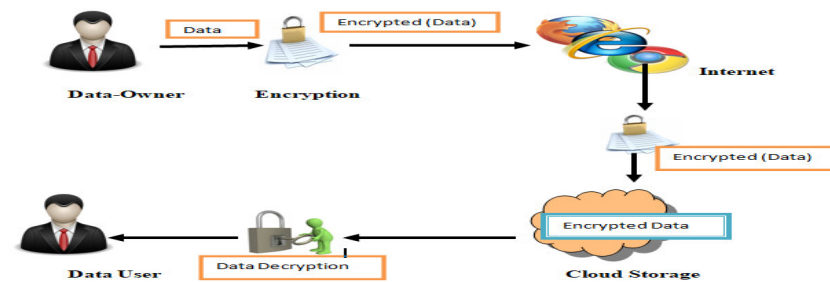 Data
Encrypted (Data)
Data-Owner
Encryption
Internet
Encrypted (Data)
Encrypted Data
Data Decryption
Data User
Cloud Storage